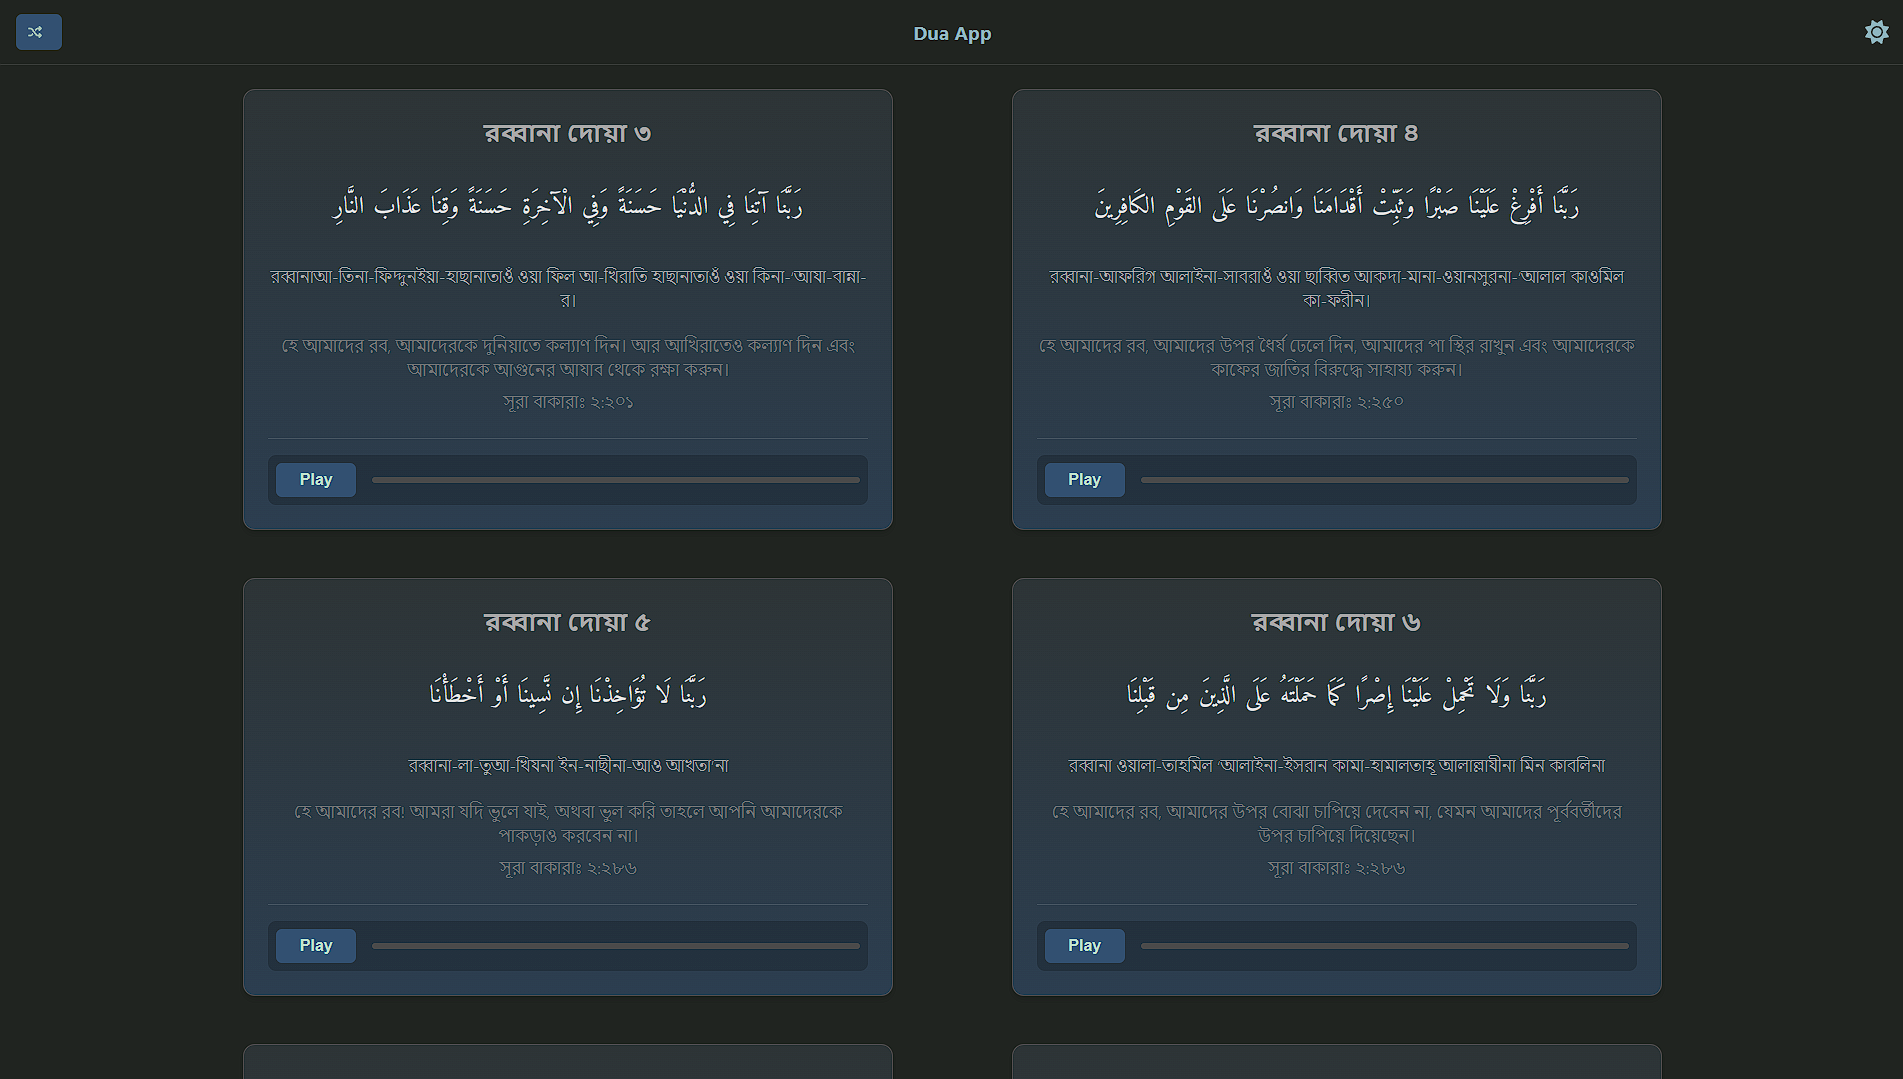 Dua App
রব্বানা দোয়া ৩
رَبَّنَا آتِنَا فِي الدُّنْيَا حَسَنَةً وَفِي الْآخِرَةِ حَسَنَةً وَقِنَا عَذَابَ النَّارِ
রব্বানাআ-তিনা-ফিদ্দুনইয়া-হাছানাতাওঁ ওয়া ফিল আ-খিরাতি হাছানাতাওঁ ওয়া কিনা-‘আযা-বান্না-
র।
হে আমাদের রব, আমাদেরকে দুনিয়াতে কল্যাণ দিন। আর আখিরাতেও কল্যাণ দিন এবং
আমাদেরকে আগুনের আযাব থেকে রক্ষা করুন।
সূরা বাকারাঃ ২:২০১
Play
রব্বানা দোয়া ৪
رَبَّنَا أَفْرِغْ عَلَيْنَا صَبْرًا وَثَبِّتْ أَقْدَامَنَا وَانصُرْنَا عَلَى القَوْمِ الكَافِرِينَ
রব্বানা-আফরিগ আলাইনা-সাবরাওঁ ওয়া ছাব্বিত আকদা-মানা-ওয়ানসুরনা-‘আলাল কাওমিল
কা-ফরীন।
হে আমাদের রব, আমাদের উপর ধৈর্য ঢেলে দিন, আমাদের পা স্থির রাখুন এবং আমাদেরকে
কাফের জাতির বিরুদ্ধে সাহায্য করুন।
সূরা বাকারাঃ ২:২৫০
Play
রব্বানা দোয়া ৫
رَبَّنَا لَا تُؤَاخِذْنَا إِن نَّسِينَا أَوْ أَخْطَأْنَا
রব্বানা-লা-তুআ-খিযনা ইন-নাছীনা-আও আখতা’না
হে আমাদের রব! আমরা যদি ভুলে যাই, অথবা ভুল করি তাহলে আপনি আমাদেরকে
পাকড়াও করবেন না।
সূরা বাকারাঃ ২:২৮৬
Play
রব্বানা দোয়া ৬
رَبَّنَا وَلَا تَحْمِلْ عَلَيْنَا إِصْرًا كَمَا حَمَلْتَهُ عَلَى الَّذِينَ مِن قَبْلِنَا
রব্বানা ওয়ালা-তাহমিল ‘আলাইনা-ইসরান কামা-হামালতাহূ আলাল্লাযীনা মিন কাবলিনা
হে আমাদের রব, আমাদের উপর বোঝা চাপিয়ে দেবেন না, যেমন আমাদের পূর্ববর্তীদের
উপর চাপিয়ে দিয়েছেন।
সূরা বাকারাঃ ২:২৮৬
Play